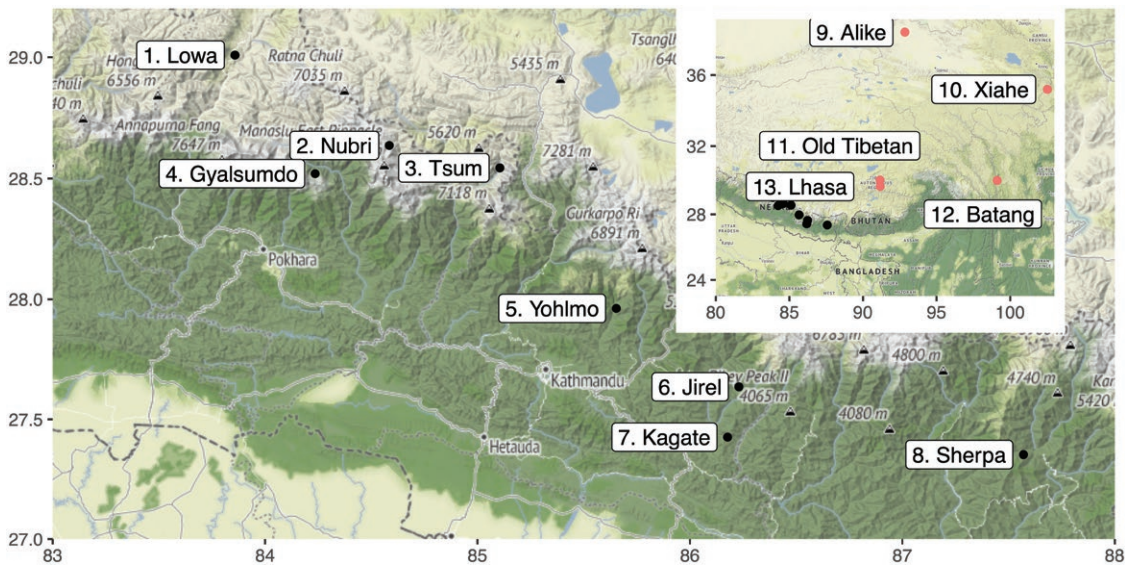 29.0
28.5
28.0
27.5
27.0
83
84
85
86
87
88
1. Lowa
6556 m
Ratna Chuli
7035 m
5435 m
40 m
Annapurna Fang
7647 m
2. Nubri
5620 m
3. Tsum
7118 m
7281 m
4. Gyalsumdo
Gurkarpo Ri
6891 m
Pokhara
5. Yohlmo
Kathmandu
6. Jirel
4065 m
7. Kagate
Hetauda
4800 m
4740 m
4080 m
5420
8. Sherpa
36
32
28
24
80
85
90
95
100
9. Alike
10. Xiahe
11. Old Tibetan
13. Lhasa
12. Batang
BHUTAN
BANGLADESH